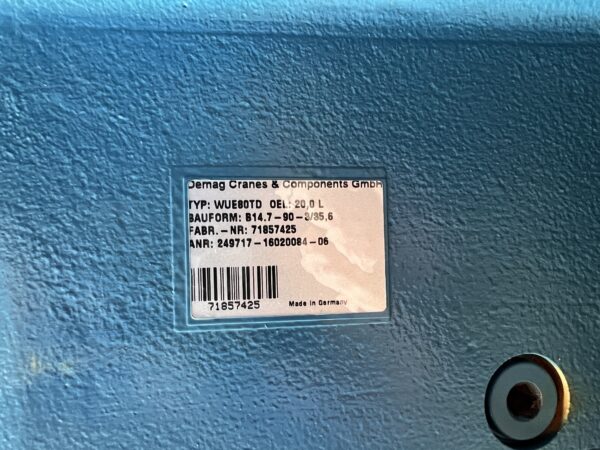 Demag Cranes & Components GmbH
TYP: WUE80TD OEL: 20,0 L
BAUFORM: B14.7-90-3/35,6
FABR.-NR: 71857425
ANR: 249717-16020084-06
71857425
Made in Germany